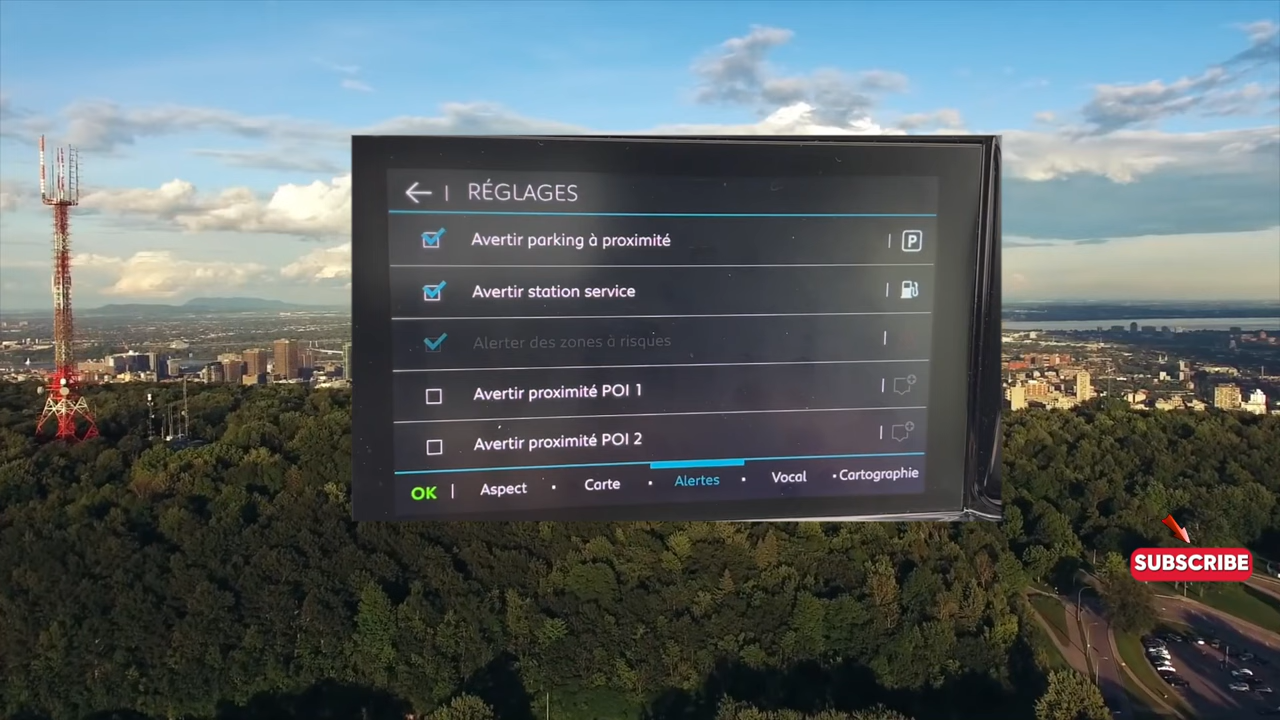 RÉGLAGES
Avertir parking à proximité
P
Avertir station service
Alerter des zones à risques
Avertir proximité POI 1
Avertir proximité POI 2
OK | Aspect · Carte · Alertes · Vocal · Cartographie
SUBSCRIBE